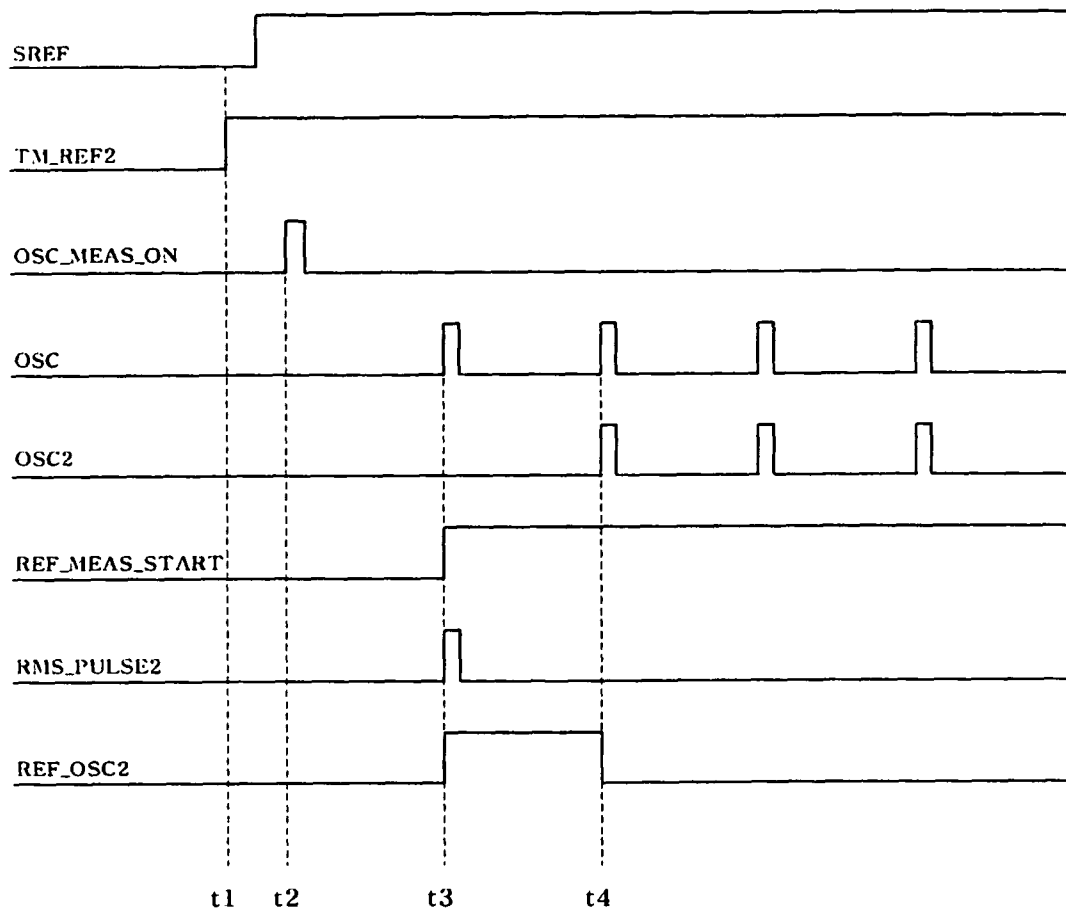 SREF
TM_REF2
OSC_MEAS_ON
OSC
OSC2
REF_MEAS_START
RMS_PULSE2
REF_OSC2
t1 t2 t3 t4